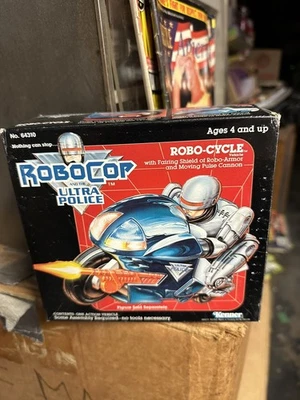 No. 64310
Ages 4 and up
Nothing can stop...
ROBOCOP
AND THE
ULTRA
POLICE™
ROBO-CYCLE
with Fairing Shield of Robo-Armor
and Moving Pulse Cannon
Figure Sold Separately
CONTENTS: ONE ACTION VEHICLE
Some Assembly Required—no tools necessary.
Kenner